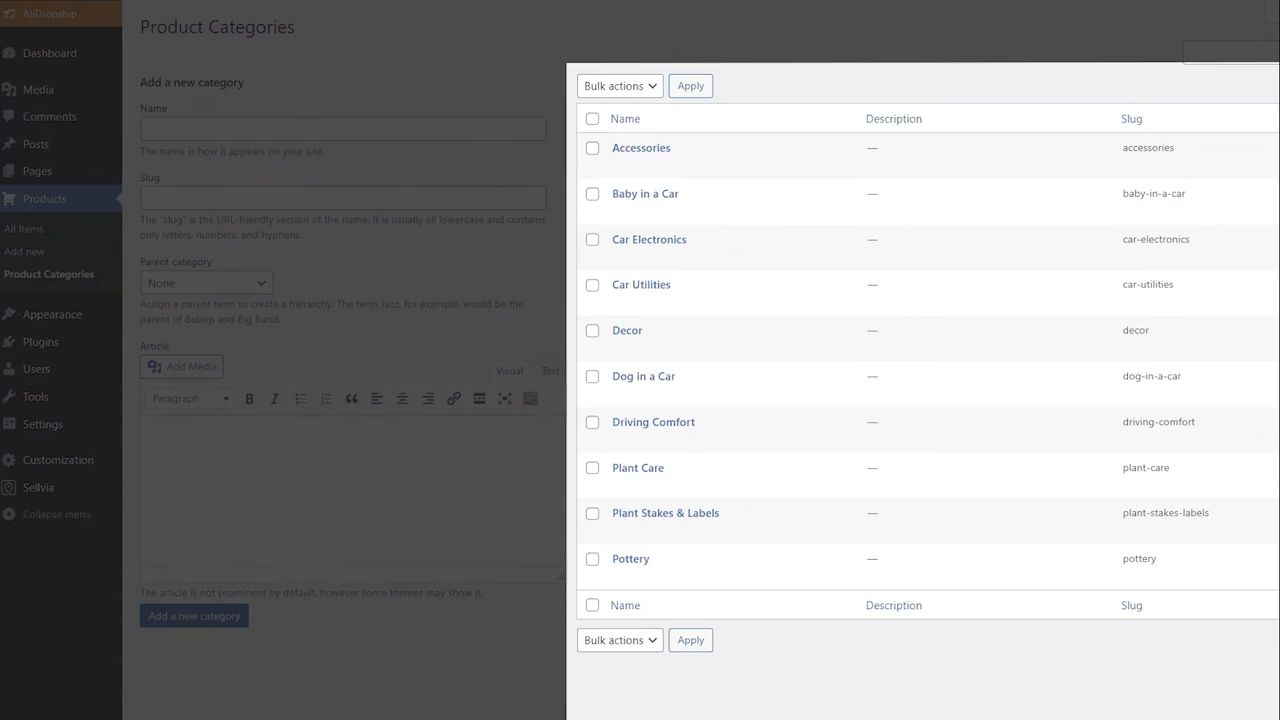 AliDropship
Dashboard
Media
Comments
Posts
Pages
Products
All Items
Add new
Product Categories
Appearance
Plugins
Users
Tools
Settings
Customization
Sellvia
Collapse menu
Product Categories
Add a new category
Name
The name is how it appears on your site.
Slug
The "slug" is the URL-friendly version of the name. It is usually all lowercase and contains
only letters, numbers, and hyphens.
Parent category
None
Assign a parent term to create a hierarchy. The term Jazz, for example, would be the
parent of Bebop and Big Band.
Article
Add Media
Visual Text
Paragraph B I
The article is not prominent by default, however some themes may show it.
Add a new category
Bulk actions Apply
Name Description Slug
Accessories — accessories
Baby in a Car — baby-in-a-car
Car Electronics — car-electronics
Car Utilities — car-utilities
Decor — decor
Dog in a Car — dog-in-a-car
Driving Comfort — driving-comfort
Plant Care — plant-care
Plant Stakes & Labels — plant-stakes-labels
Pottery — pottery
Name Description Slug
Bulk actions Apply